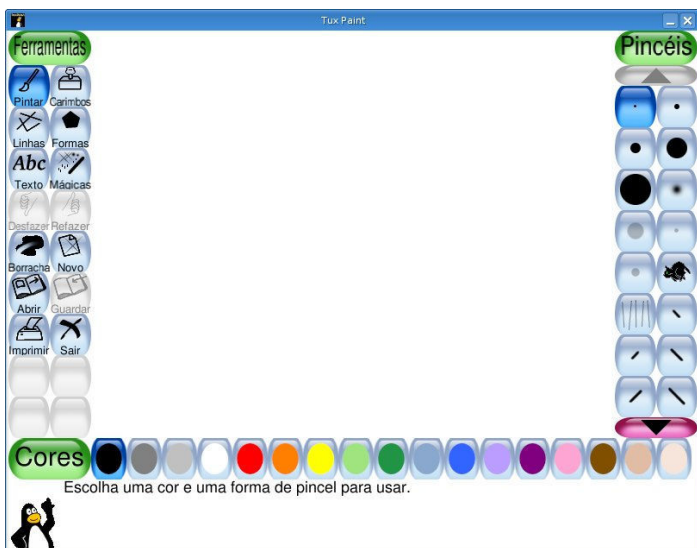 Tux Paint
Ferramentas
Pincéis
Pintar Carimbos
Linhas Formas
Abc
Texto Mágicas
Desfazer Refazer
Borracha Novo
Abrir Guardar
Imprimir Sair
Cores
Escolha uma cor e uma forma de pincel para usar.